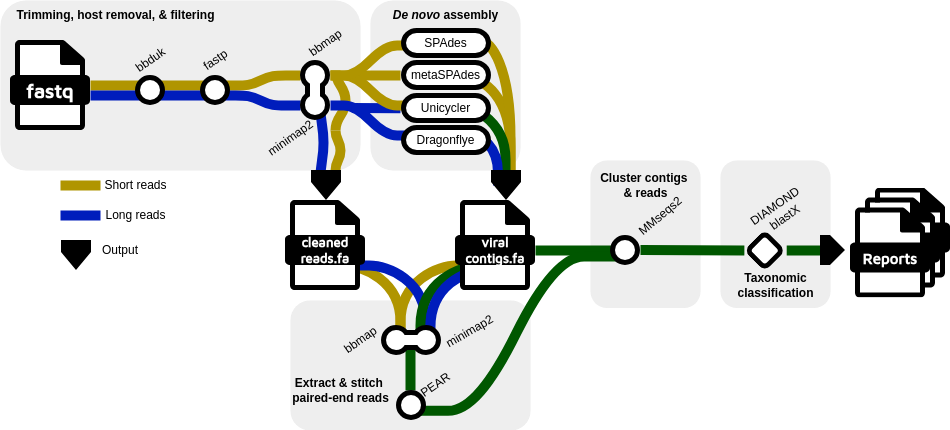 Trimming, host removal, & filtering
fastq
bbduk
fastp
bbmap
minimap2
De novo assembly
SPAdes
metaSPAdes
Unicycler
Dragonflye
Short reads
Long reads
Output
cleaned
reads.fa
viral
contigs.fa
bbmap
minimap2
Extract & stitch
paired-end reads
PEAR
Cluster contigs
& reads
MMseqs2
DIAMOND
blastX
Taxonomic
classification
Reports